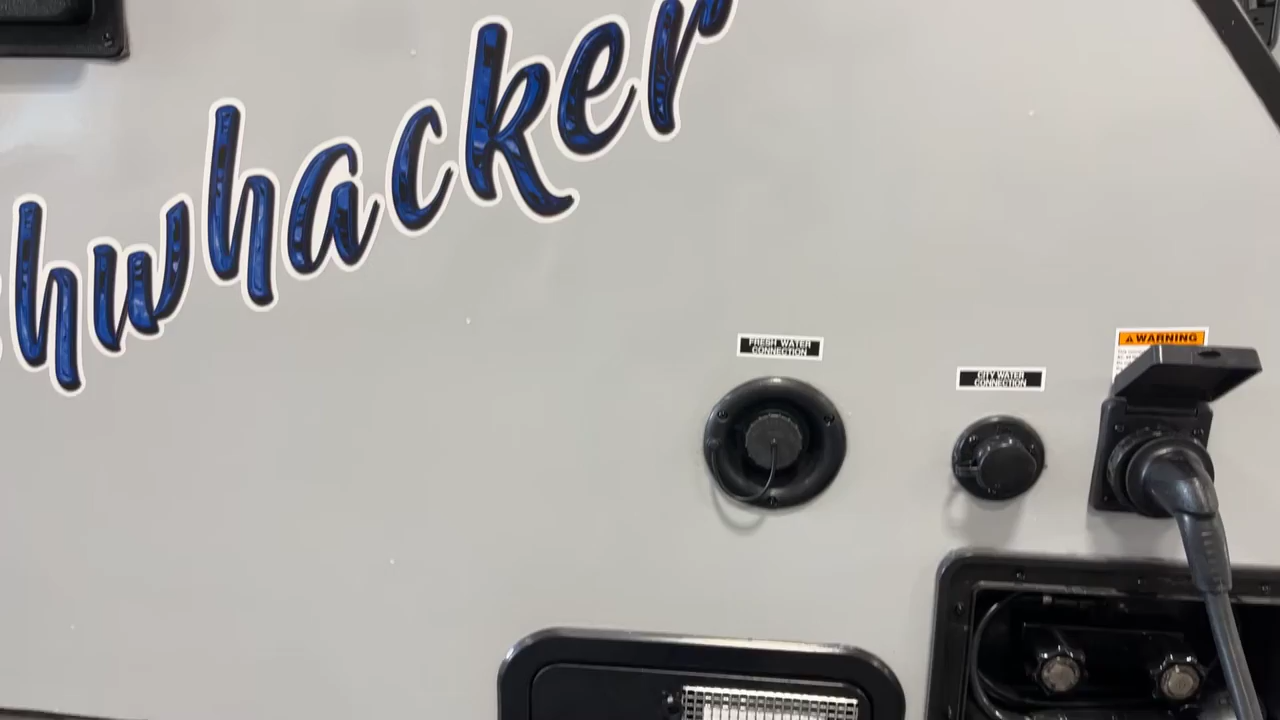 hwhacker
FRESH WATER
CONNECTION
CITY WATER
CONNECTION
WARNING